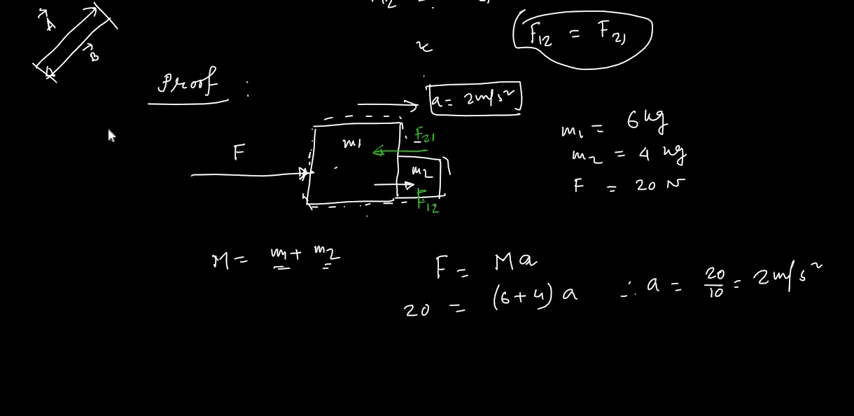 F12 = F21
A
B
x
Proof :
a = 2m/s²
m1 = 6 kg
F21
m1
F
m2 = 4 kg
m2
F = 20 N
F12
M = m1 + m2
F = Ma
20 = (6+4) a ∴ a = 20/10 = 2m/s²